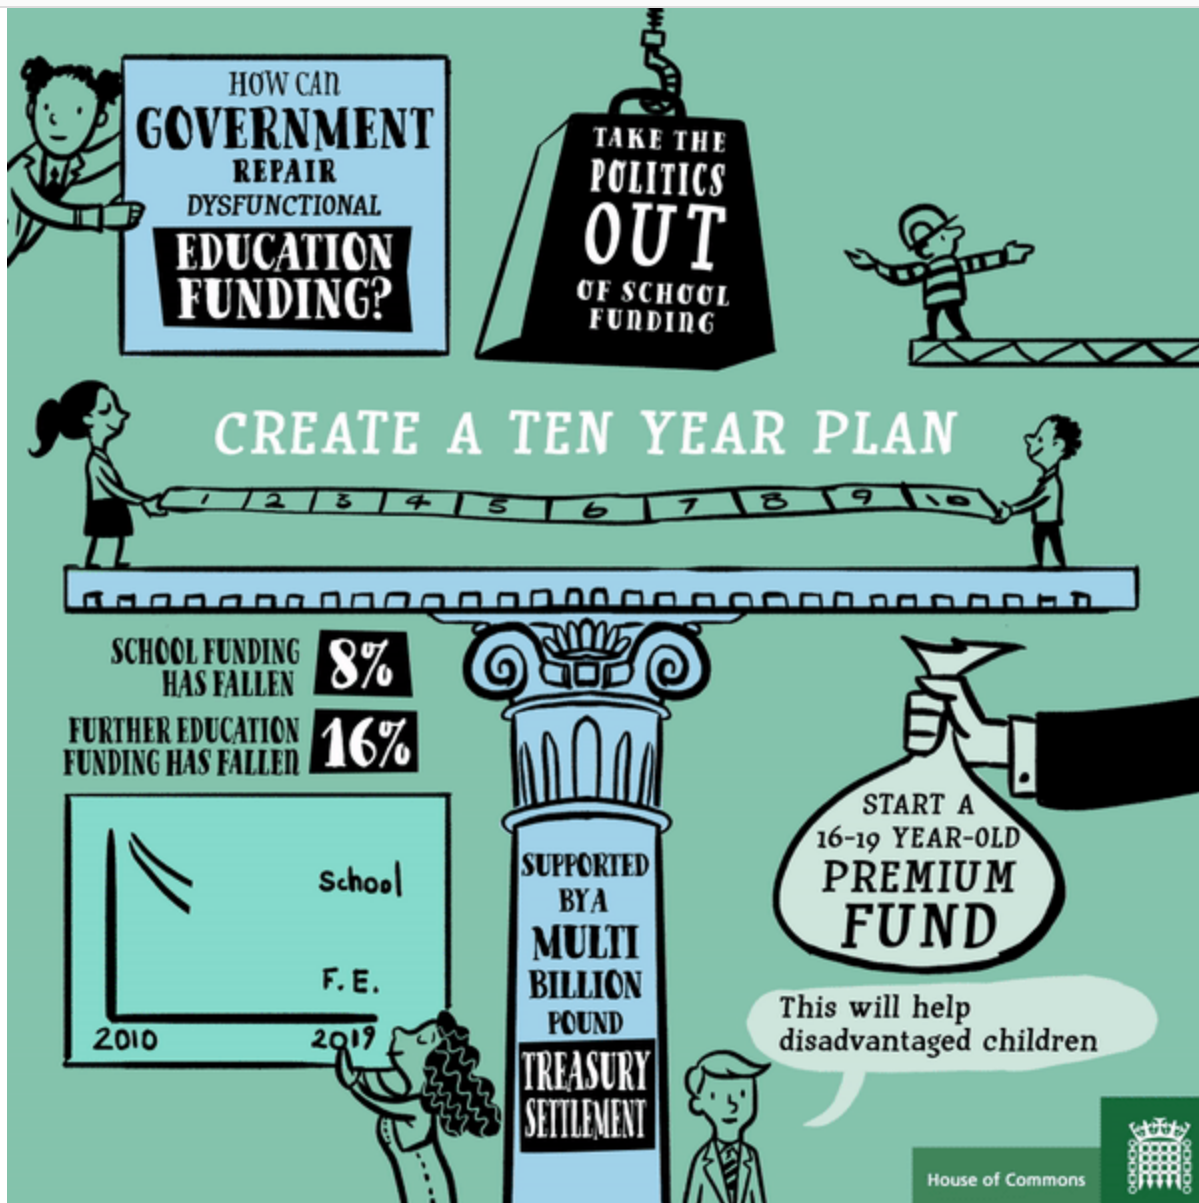 HOW CAN
GOVERNMENT
REPAIR
DYSFUNCTIONAL
EDUCATION
FUNDING?
TAKE THE
POLITICS
OUT
OF SCHOOL
FUNDING
CREATE A TEN YEAR PLAN
1 2 3 4 5 6 7 8 9 10
SCHOOL FUNDING
HAS FALLEN 8%
FURTHER EDUCATION
FUNDING HAS FALLEN 16%
School
F.E.
2010 2019
SUPPORTED
BY A
MULTI
BILLION
POUND
TREASURY
SETTLEMENT
START A
16-19 YEAR-OLD
PREMIUM
FUND
This will help
disadvantaged children
House of Commons